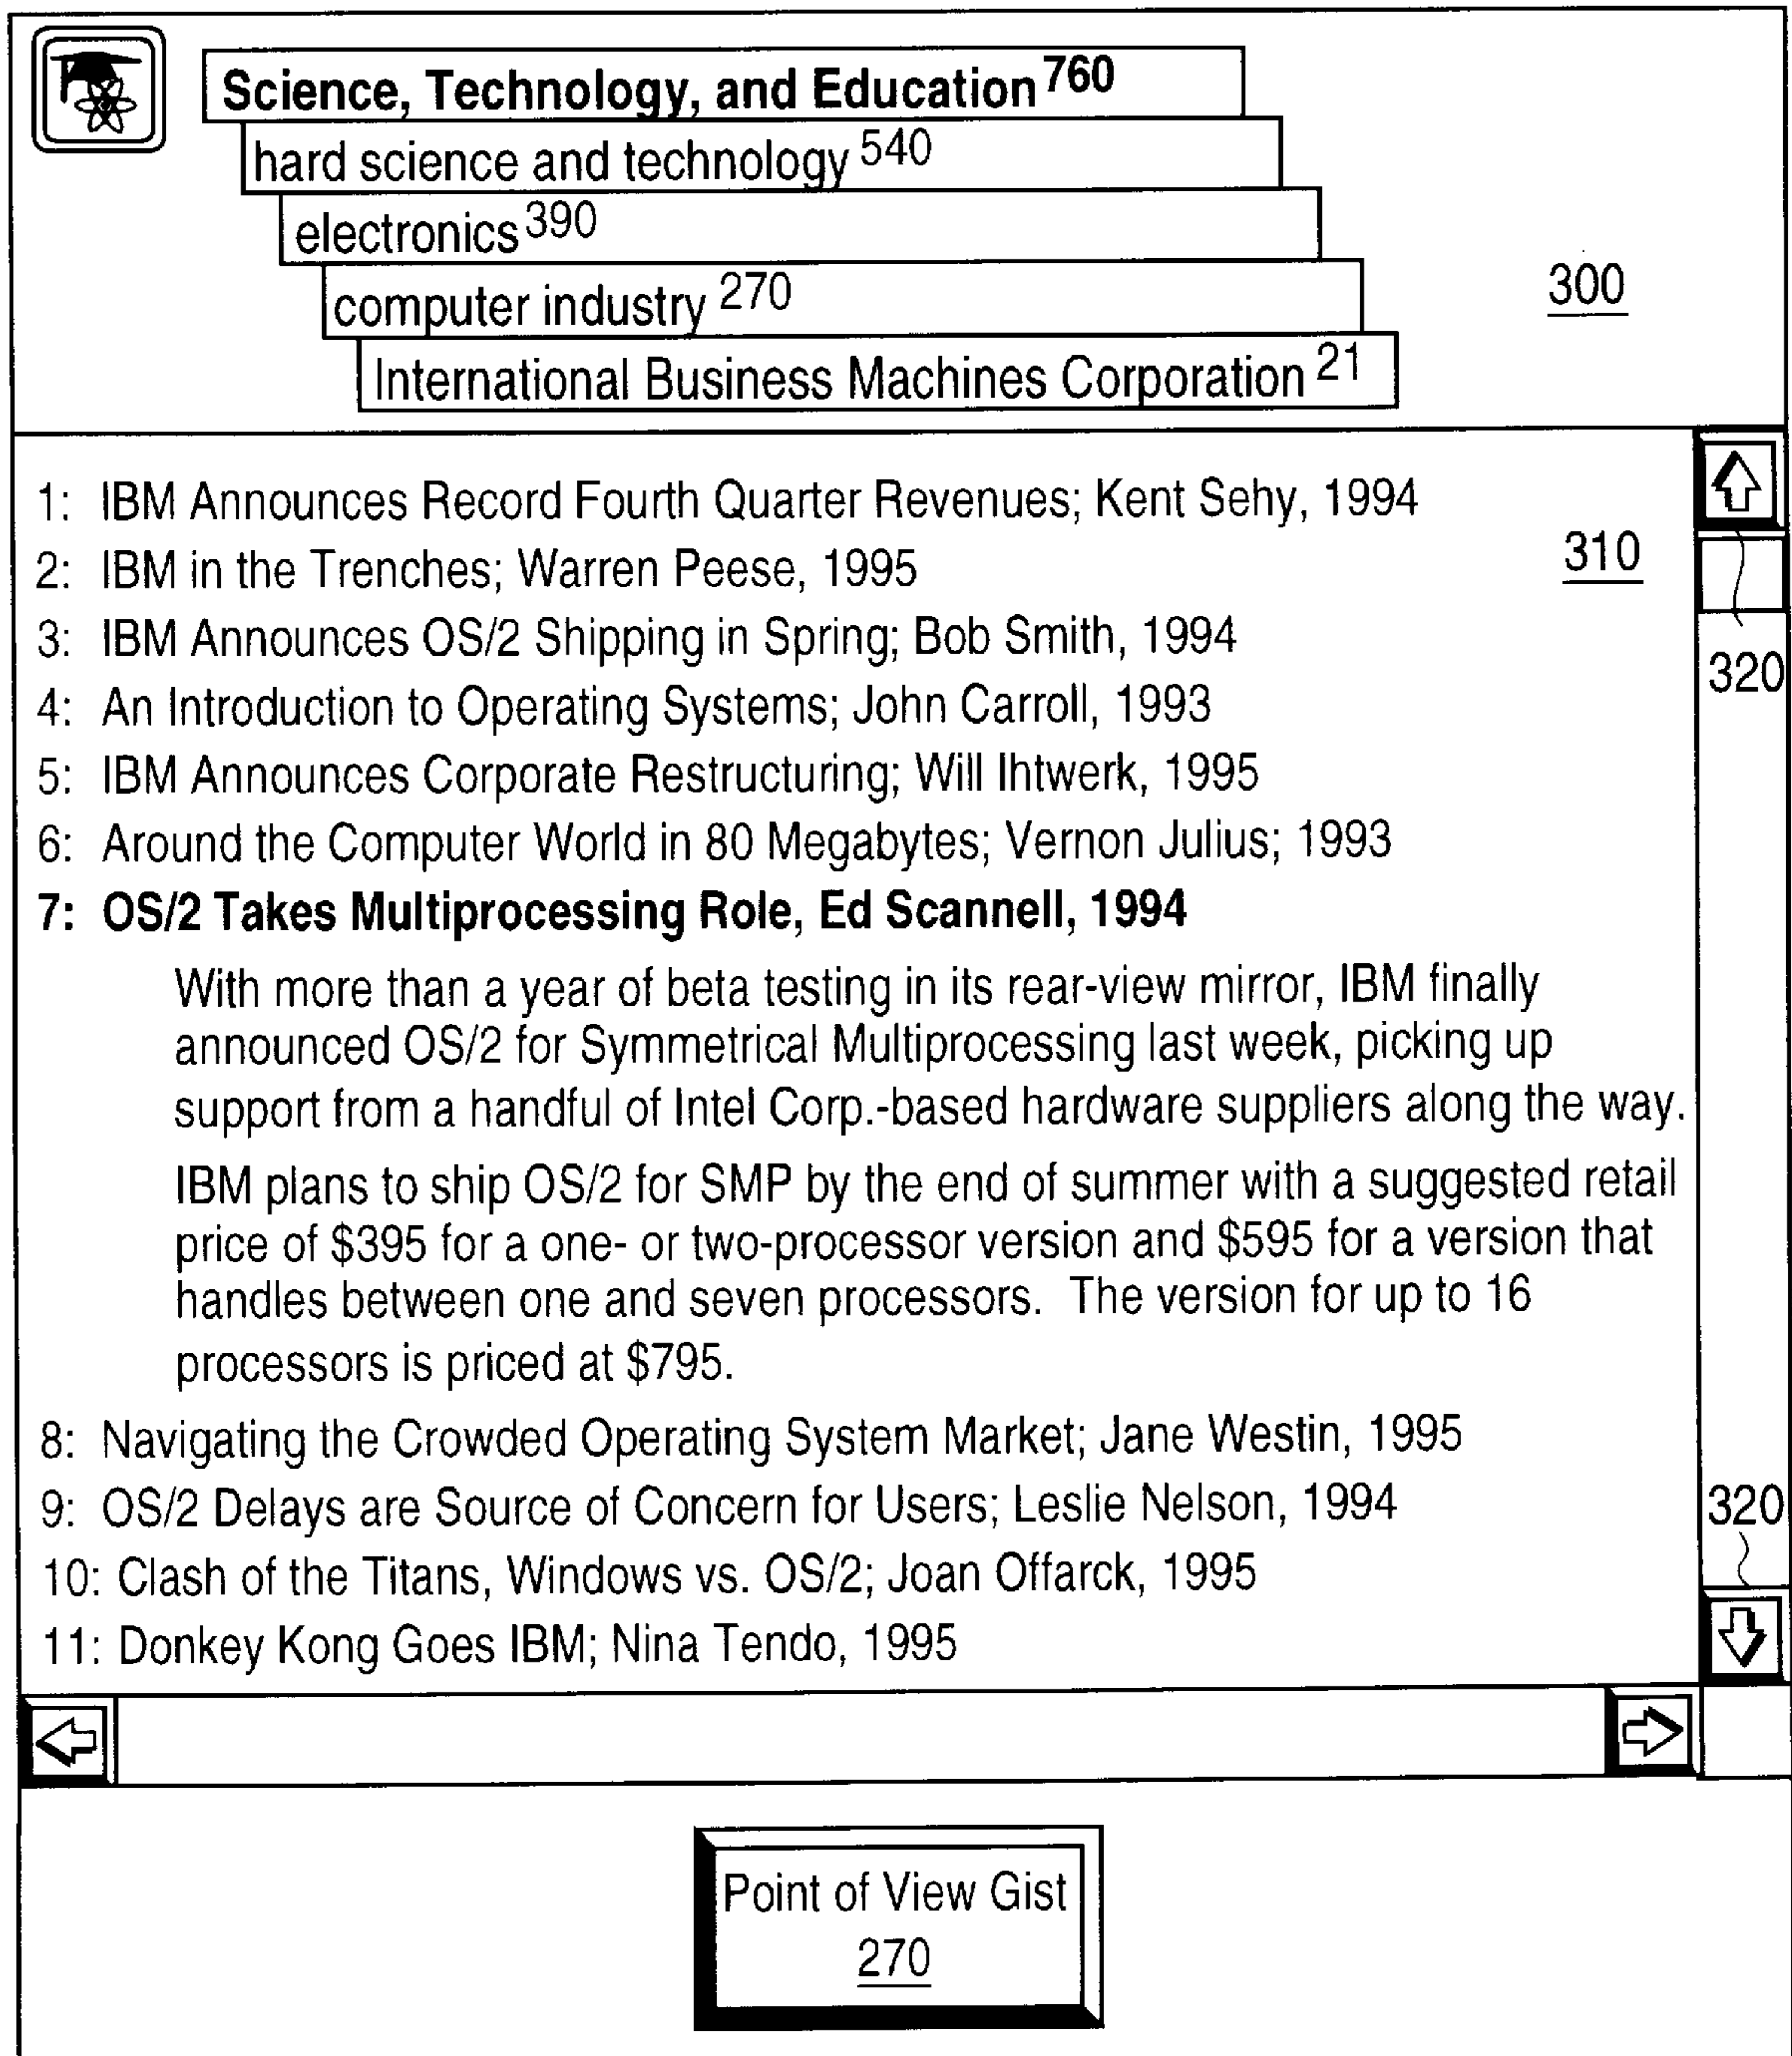 Science, Technology, and Education 760
hard science and technology 540
electronics 390
computer industry 270
300
International Business Machines Corporation 21
1: IBM Announces Record Fourth Quarter Revenues; Kent Sehy, 1994
310
2: IBM in the Trenches; Warren Peese, 1995
3: IBM Announces OS/2 Shipping in Spring; Bob Smith, 1994
320
4: An Introduction to Operating Systems; John Carroll, 1993
5: IBM Announces Corporate Restructuring; Will Ihtwerk, 1995
6: Around the Computer World in 80 Megabytes; Vernon Julius; 1993
7: OS/2 Takes Multiprocessing Role, Ed Scannell, 1994
With more than a year of beta testing in its rear-view mirror, IBM finally
announced OS/2 for Symmetrical Multiprocessing last week, picking up
support from a handful of Intel Corp.-based hardware suppliers along the way.
IBM plans to ship OS/2 for SMP by the end of summer with a suggested retail
price of $395 for a one- or two-processor version and $595 for a version that
handles between one and seven processors. The version for up to 16
processors is priced at $795.
8: Navigating the Crowded Operating System Market; Jane Westin, 1995
9: OS/2 Delays are Source of Concern for Users; Leslie Nelson, 1994
320
10: Clash of the Titans, Windows vs. OS/2; Joan Offarck, 1995
11: Donkey Kong Goes IBM; Nina Tendo, 1995
Point of View Gist
270